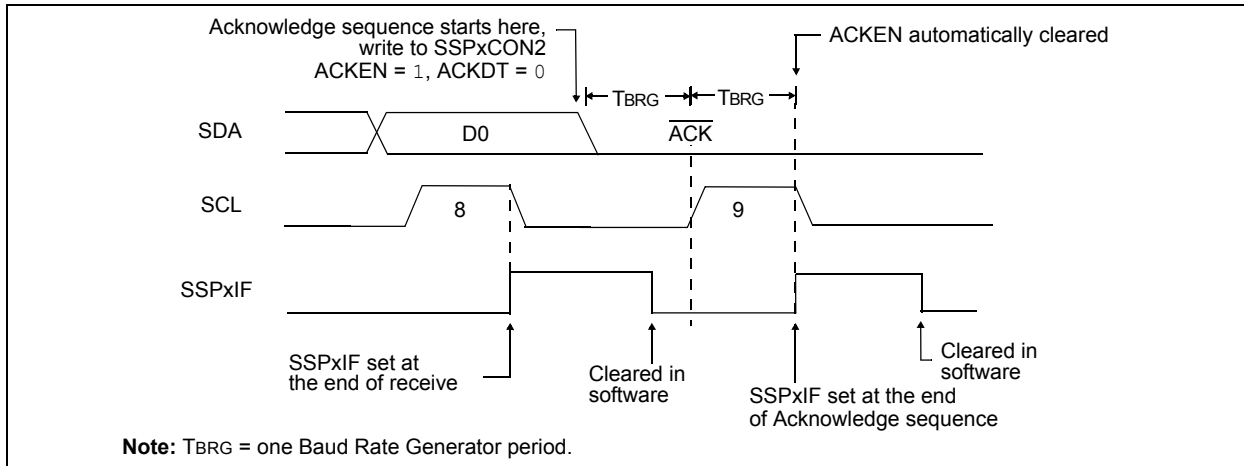 Acknowledge sequence starts here,
write to SSPxCON2
ACKEN = 1, ACKDT = 0
ACKEN automatically cleared
TBRG
TBRG
SDA
D0
ACK
SCL
8
9
SSPxIF
SSPxIF set at
the end of receive
Cleared in
software
SSPxIF set at the end
of Acknowledge sequence
Cleared in
software
Note: TBRG = one Baud Rate Generator period.